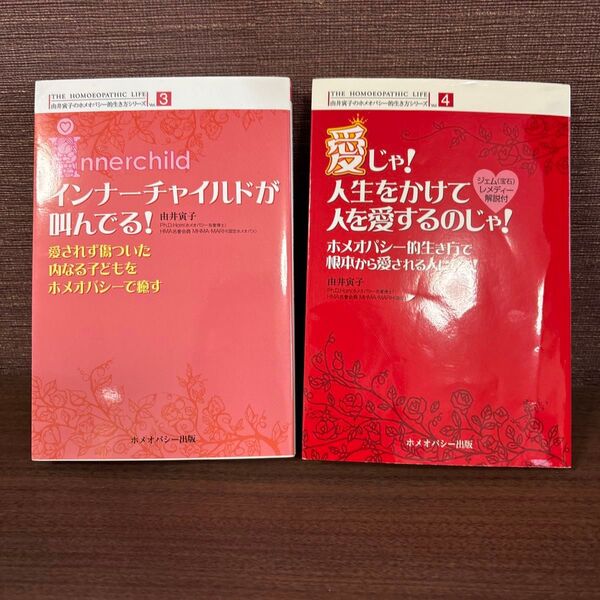 THE HOMOEOPATHIC LIFE
由井寅子のホメオパシー的生き方シリーズ Vol. 3
Innerchild
インナーチャイルドが
叫んでる!
由井寅子
愛されず傷ついた
内なる子どもを
ホメオパシーで癒す
ホメオパシー出版
THE HOMOEOPATHIC LIFE
由井寅子のホメオパシー的生き方シリーズ Vol. 4
愛じゃ!
人生をかけて
人を愛するのじゃ!
ジェム(宝石)
レメディー
解説付
ホメオパシー的生き方で
根本から愛される人に
由井寅子
ホメオパシー出版